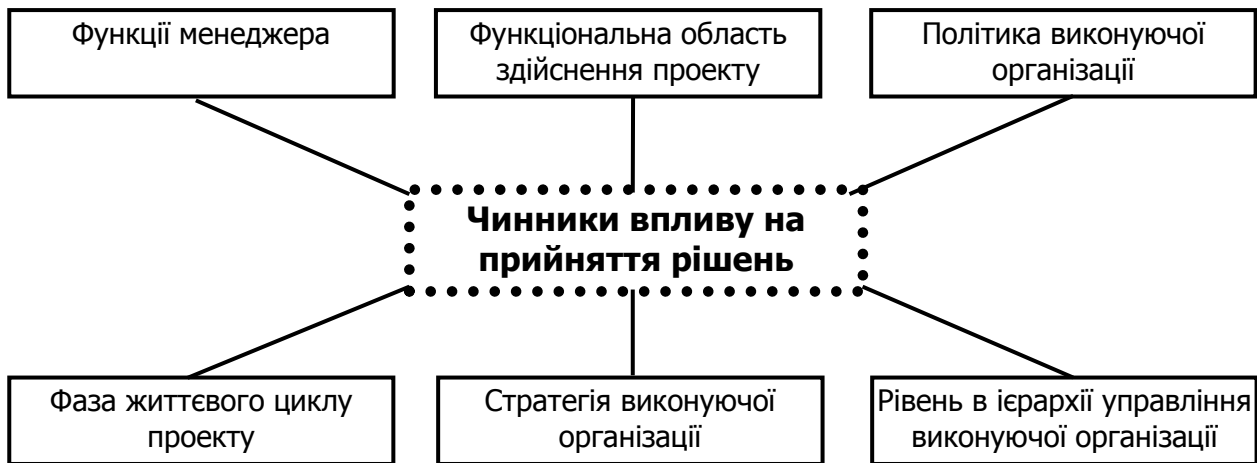 Функції менеджера
Функціональна область
здійснення проекту
Політика виконуючої
організації
Чинники впливу на
прийняття рішень
Фаза життєвого циклу
проекту
Стратегія виконуючої
організації
Рівень в ієрархії управління
виконуючої організації